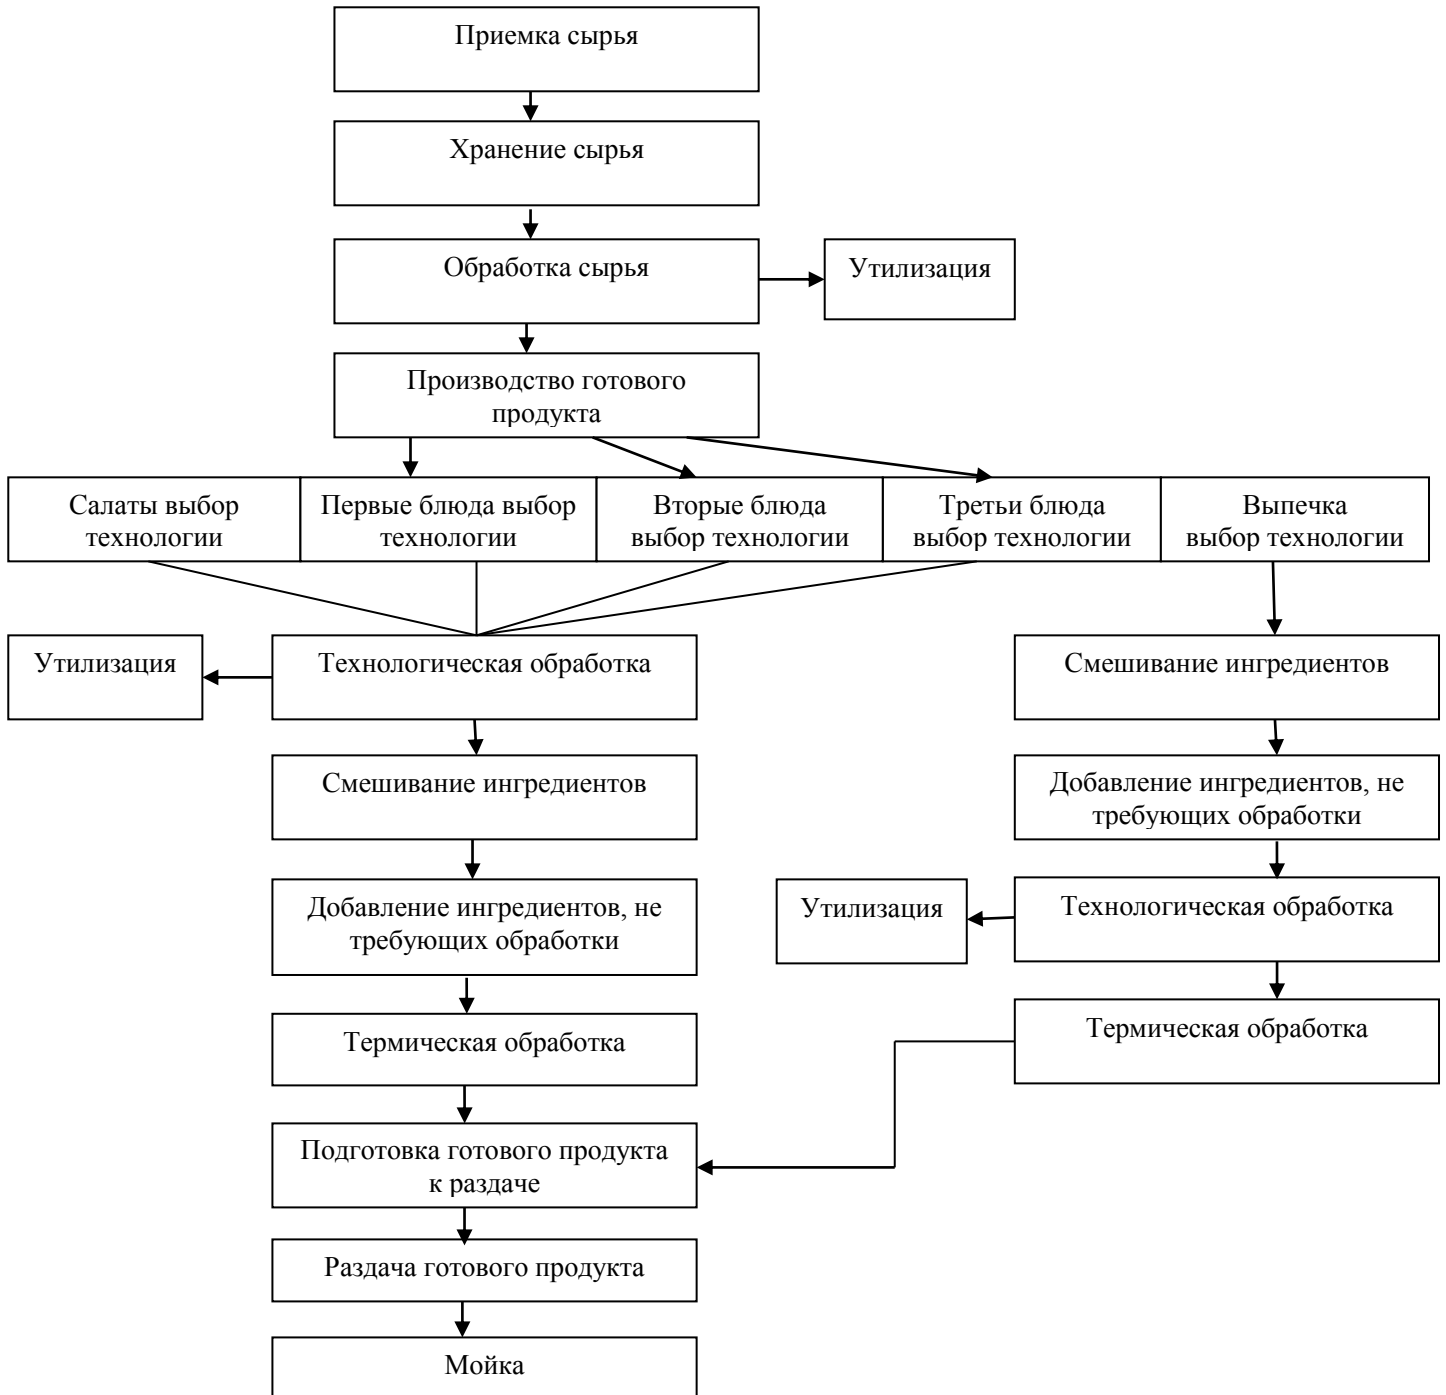 Приемка сырья
Хранение сырья
Обработка сырья
Утилизация
Производство готового
продукта
Салаты выбор
технологии
Первые блюда выбор
технологии
Вторые блюда
выбор технологии
Третьи блюда
выбор технологии
Выпечка
выбор технологии
Утилизация
Технологическая обработка
Смешивание ингредиентов
Смешивание ингредиентов
Добавление ингредиентов, не
требующих обработки
Добавление ингредиентов, не
требующих обработки
Утилизация
Технологическая обработка
Термическая обработка
Термическая обработка
Подготовка готового продукта
к раздаче
Раздача готового продукта
Мойка